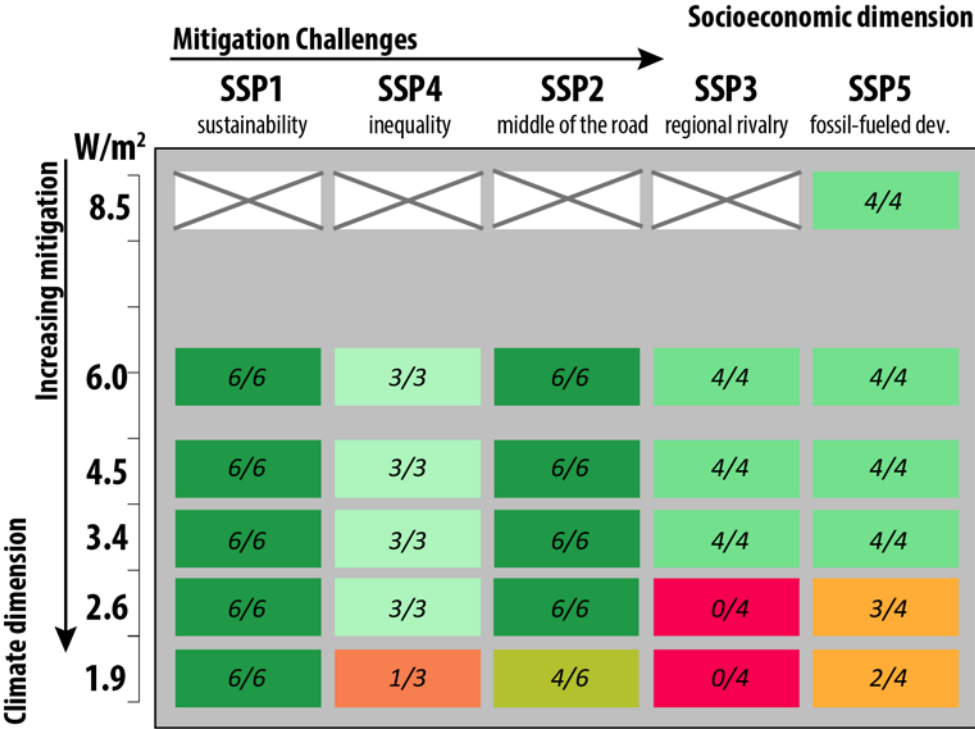 Socioeconomic dimension
Mitigation Challenges
SSP1 SSP4 SSP2 SSP3 SSP5
sustainability inequality middle of the road regional rivalry fossil-fueled dev.
W/m²
Increasing mitigation
Climate dimension
8.5 4/4
6.0 6/6 3/3 6/6 4/4 4/4
4.5 6/6 3/3 6/6 4/4 4/4
3.4 6/6 3/3 6/6 4/4 4/4
2.6 6/6 3/3 6/6 0/4 3/4
1.9 6/6 1/3 4/6 0/4 2/4